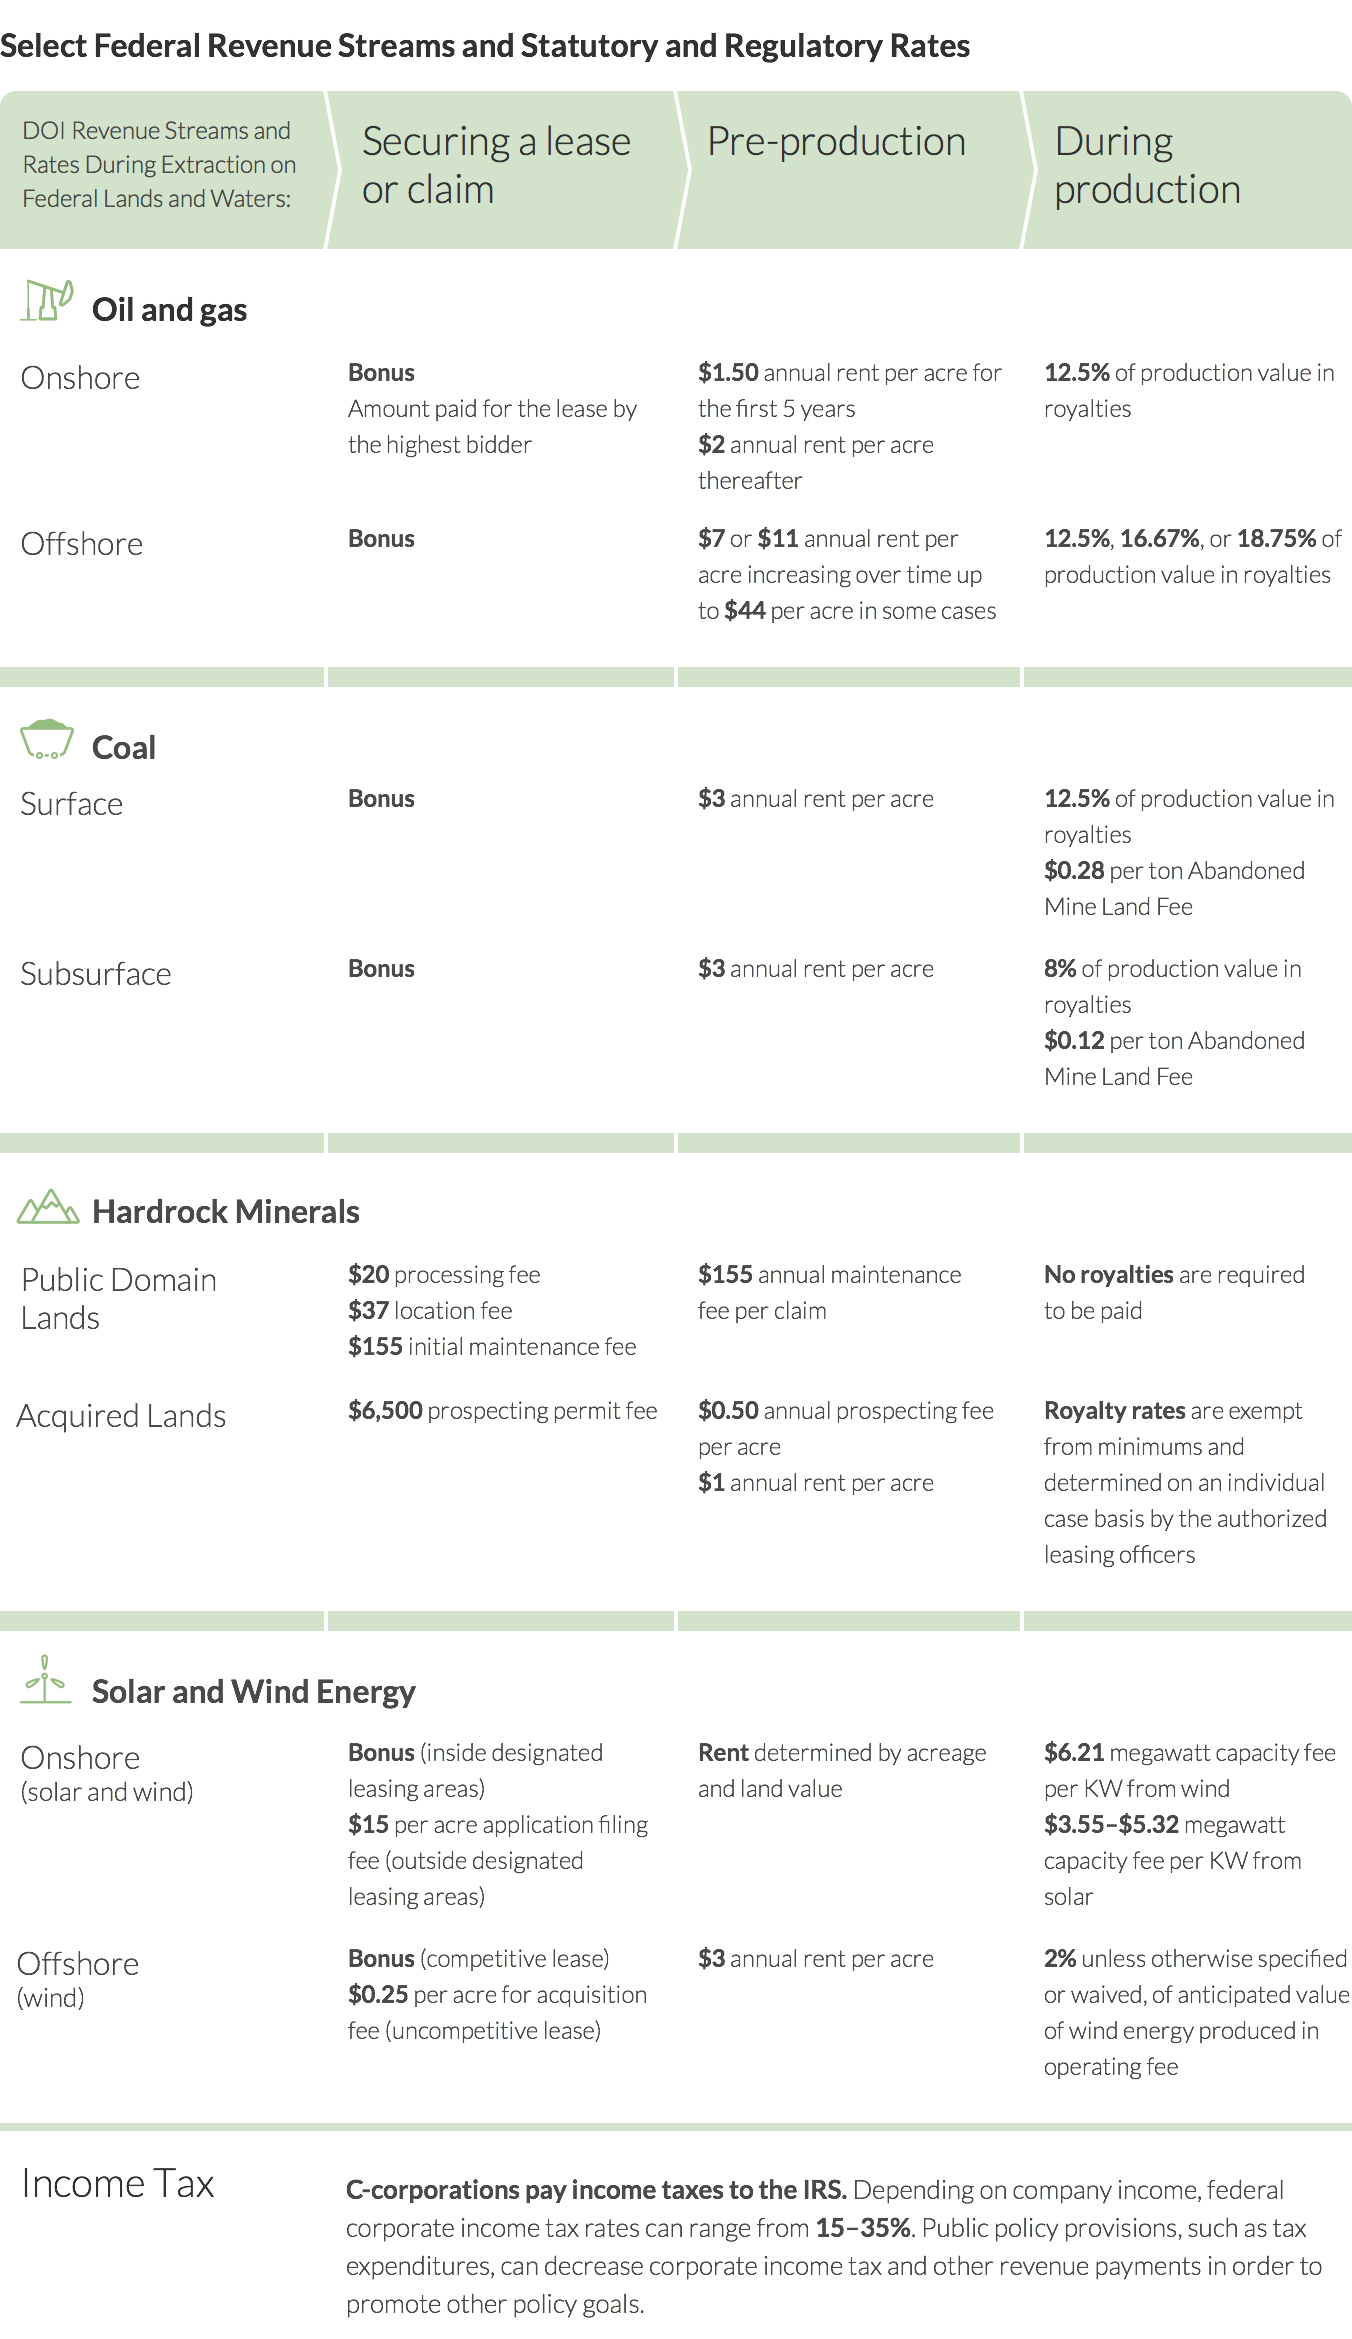 Select Federal Revenue Streams and Statutory and Regulatory Rates
DOI Revenue Streams and
Rates During Extraction on
Federal Lands and Waters:
Securing a lease
or claim
Pre-production
During
production
Oil and gas
Onshore
Bonus
Amount paid for the lease by
the highest bidder
$1.50 annual rent per acre for
the first 5 years
$2 annual rent per acre
thereafter
12.5% of production value in
royalties
Offshore
Bonus
$7 or $11 annual rent per
acre increasing over time up
to $44 per acre in some cases
12.5%, 16.67%, or 18.75% of
production value in royalties
Coal
Surface
Bonus
$3 annual rent per acre
12.5% of production value in
royalties
$0.28 per ton Abandoned
Mine Land Fee
Subsurface
Bonus
$3 annual rent per acre
8% of production value in
royalties
$0.12 per ton Abandoned
Mine Land Fee
Hardrock Minerals
Public Domain
Lands
$20 processing fee
$37 location fee
$155 initial maintenance fee
$155 annual maintenance
fee per claim
No royalties are required
to be paid
Acquired Lands
$6,500 prospecting permit fee
$0.50 annual prospecting fee
per acre
$1 annual rent per acre
Royalty rates are exempt
from minimums and
determined on an individual
case basis by the authorized
leasing officers
Solar and Wind Energy
Onshore
(solar and wind)
Bonus (inside designated
leasing areas)
$15 per acre application filing
fee (outside designated
leasing areas)
Rent determined by acreage
and land value
$6.21 megawatt capacity fee
per KW from wind
$3.55–$5.32 megawatt
capacity fee per KW from
solar
Offshore
(wind)
Bonus (competitive lease)
$0.25 per acre for acquisition
fee (uncompetitive lease)
$3 annual rent per acre
2% unless otherwise specified
or waived, of anticipated value
of wind energy produced in
operating fee
Income Tax
C-corporations pay income taxes to the IRS. Depending on company income, federal
corporate income tax rates can range from 15–35%. Public policy provisions, such as tax
expenditures, can decrease corporate income tax and other revenue payments in order to
promote other policy goals.